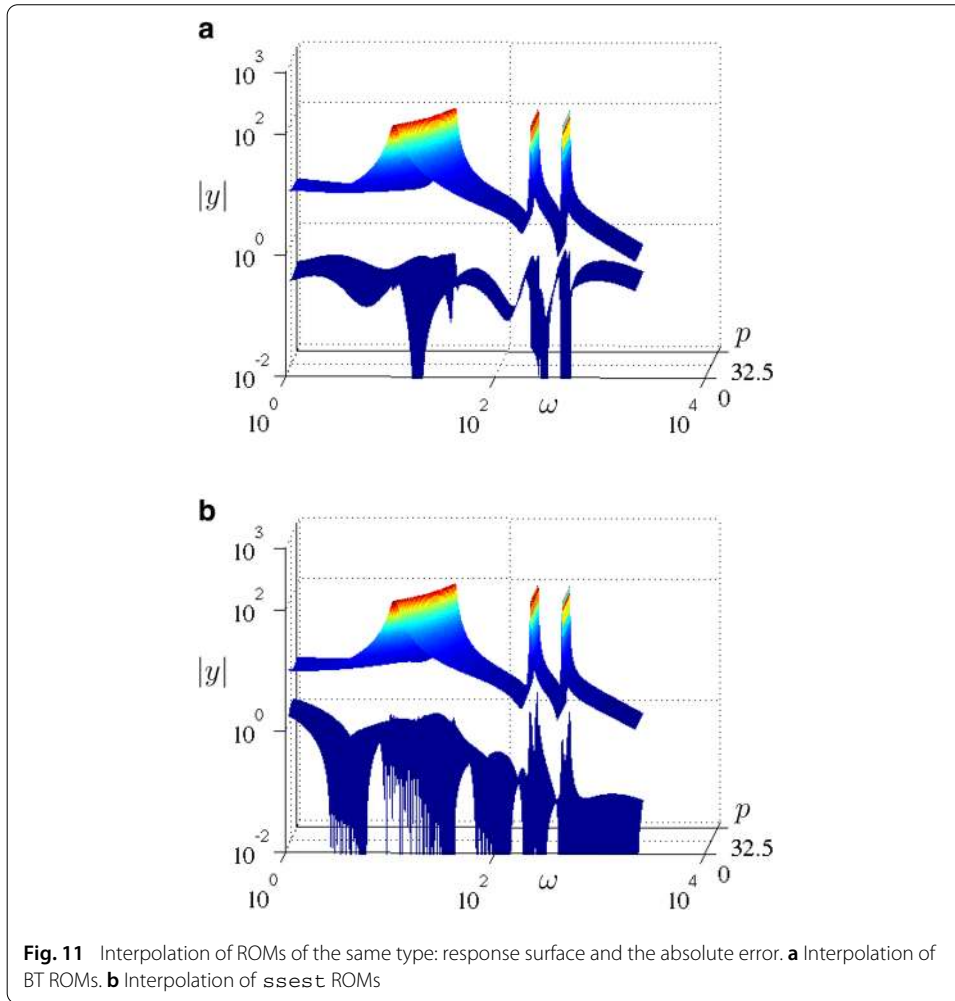 a
10^3
10^2
|y|
10^0
p
32.5
10^-2
0
10^0
10^2
ω
10^4
b
10^3
10^2
|y|
10^0
p
32.5
10^-2
0
10^0
10^2
ω
10^4
Fig. 11 Interpolation of ROMs of the same type: response surface and the absolute error. a Interpolation of
BT ROMs. b Interpolation of ssest ROMs